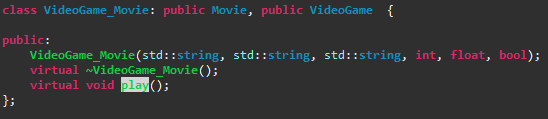 class VideoGame_Movie: public Movie, public VideoGame  {
public:
VideoGame_Movie(std::string, std::string, std::string, int, float, bool);
virtual ~VideoGame_Movie();
virtual void play();
};